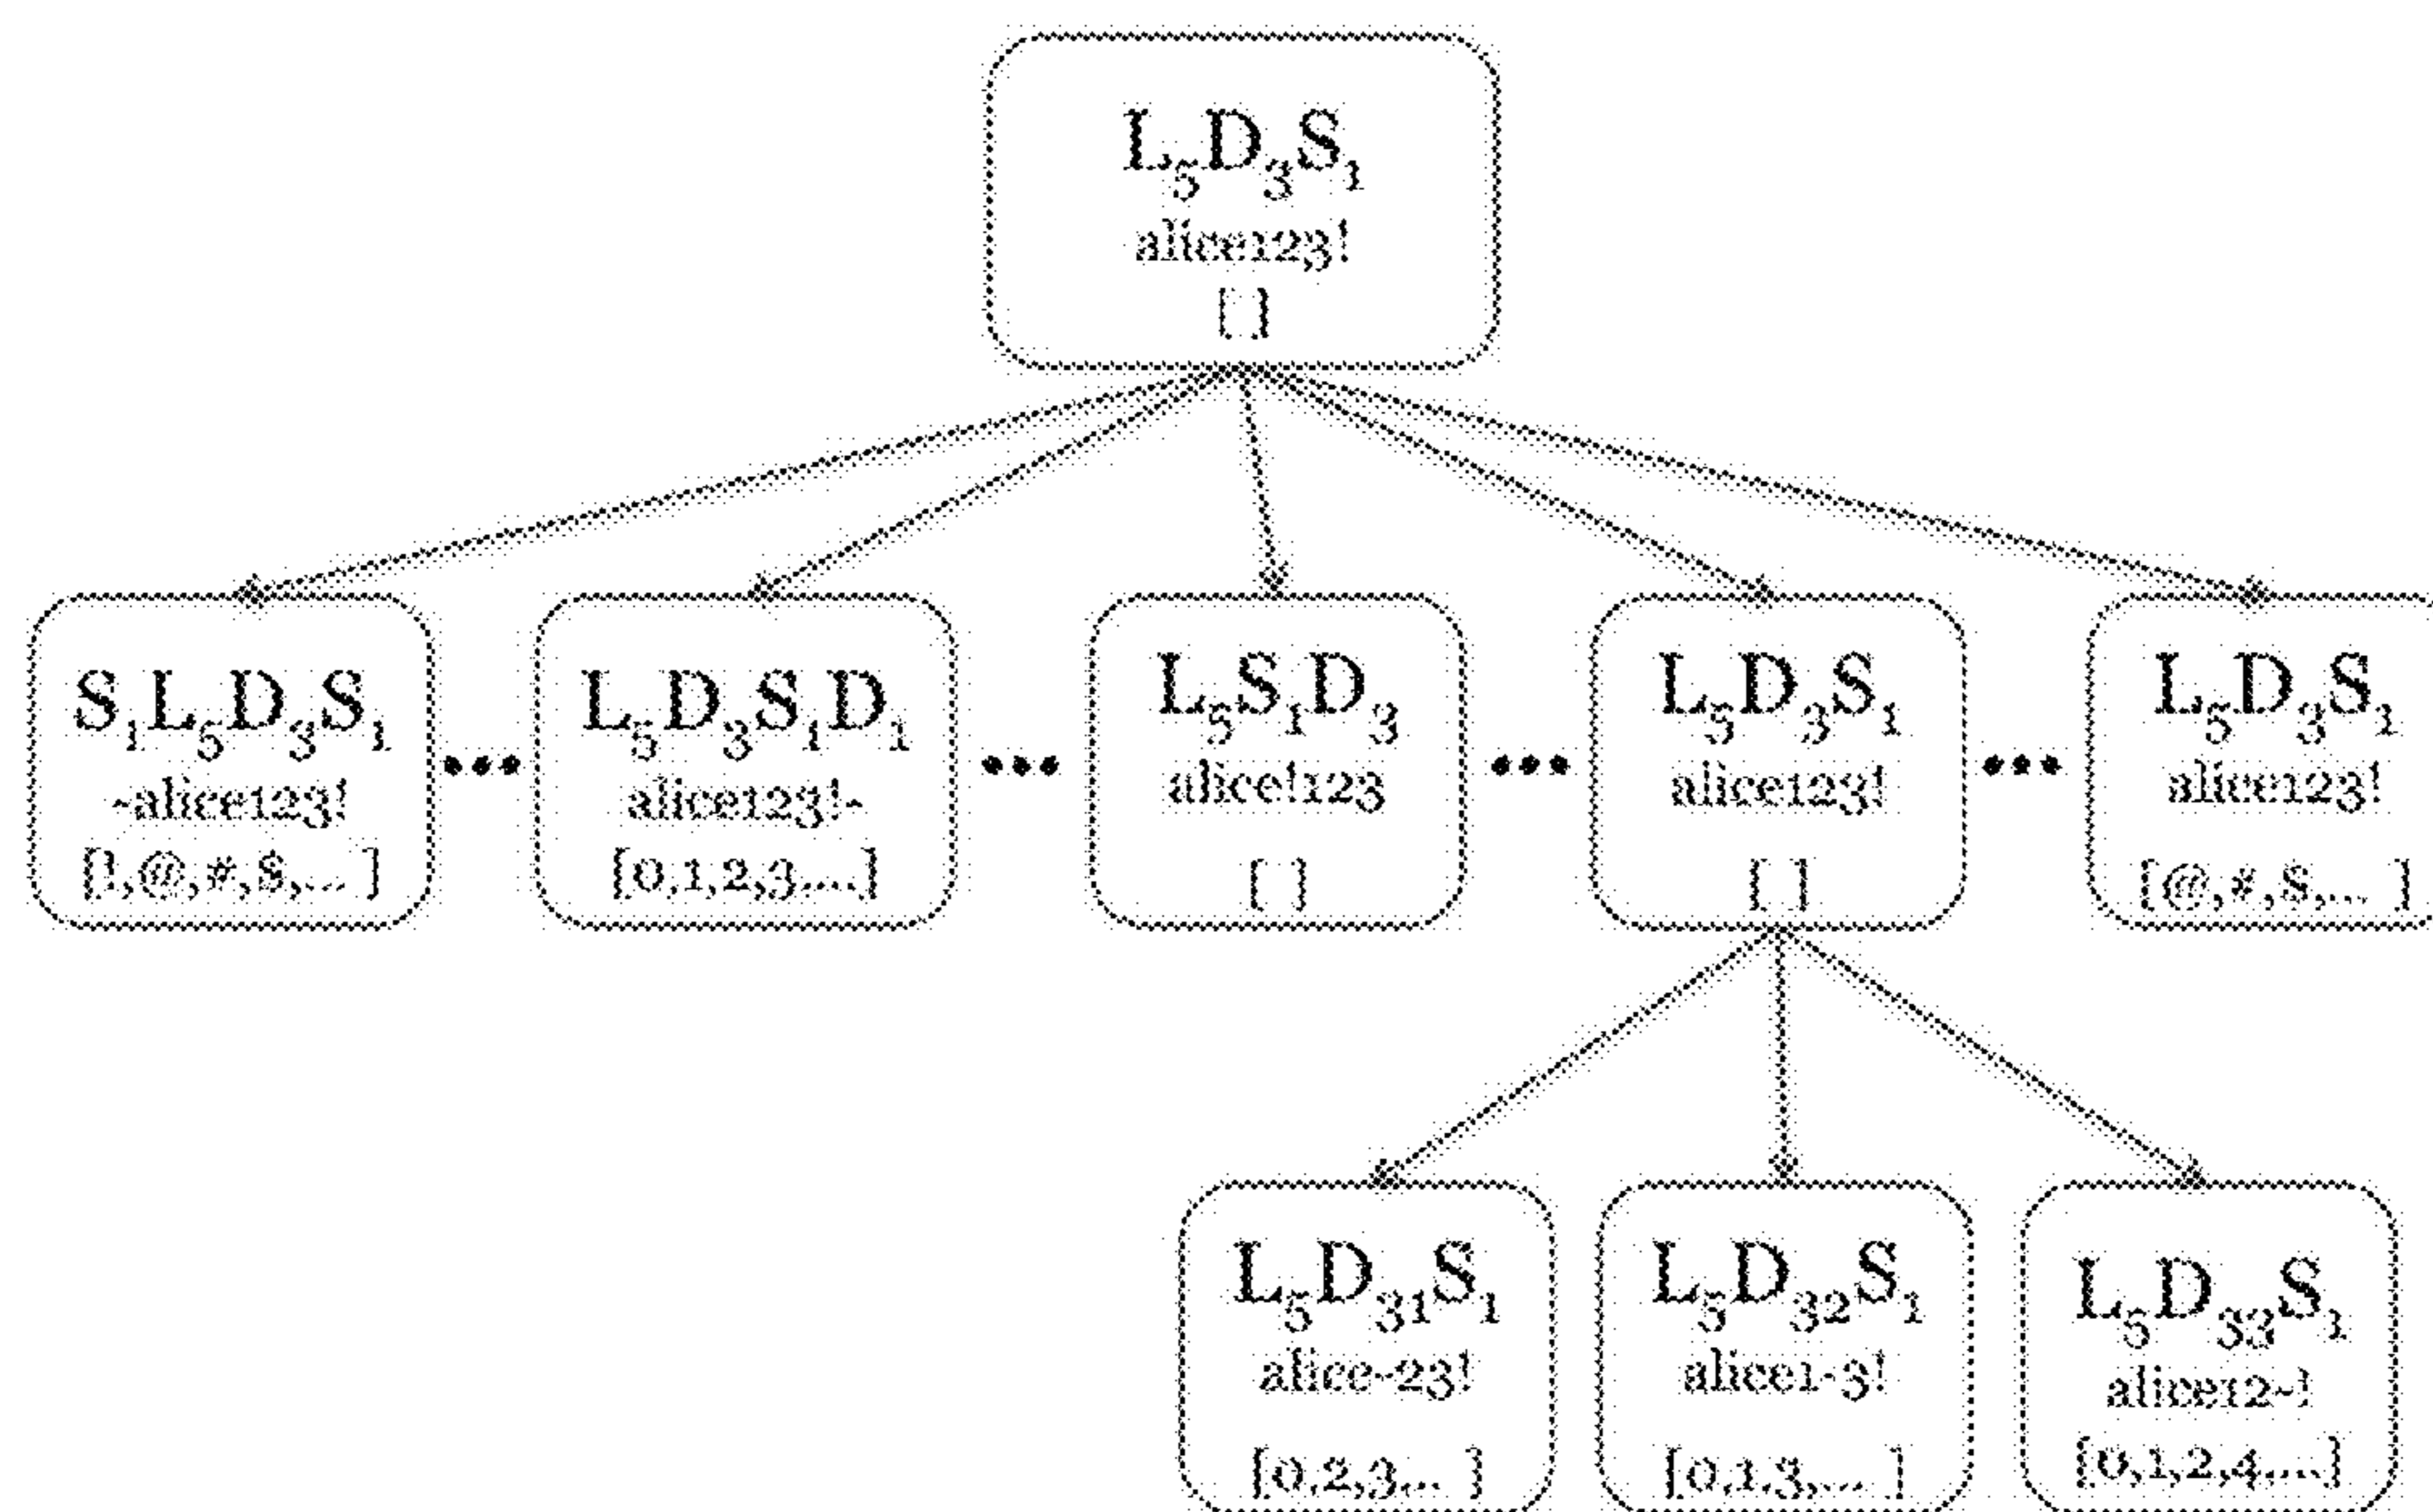 L₅D₃S₁
alice123!
[ ]
S₁L₅D₃S₁
~alice123!
[!,@,#,$,... ]
•••
L₅D₃S₁D₁
alice123!~
[0,1,2,3....]
•••
L₅S₁D₃
alice!123
[ ]
•••
L₅D₃S₁
alice123!
[ ]
•••
L₅D₃S₁
alice123!
[@,#,$,... ]
L₅D₃₁S₁
alice~23!
[0,2,3... ]
L₅D₃₂S₁
alice1-3!
[0,1,3,... ]
L₅D₃₃S₁
alice12~!
[0,1,2,4,...]